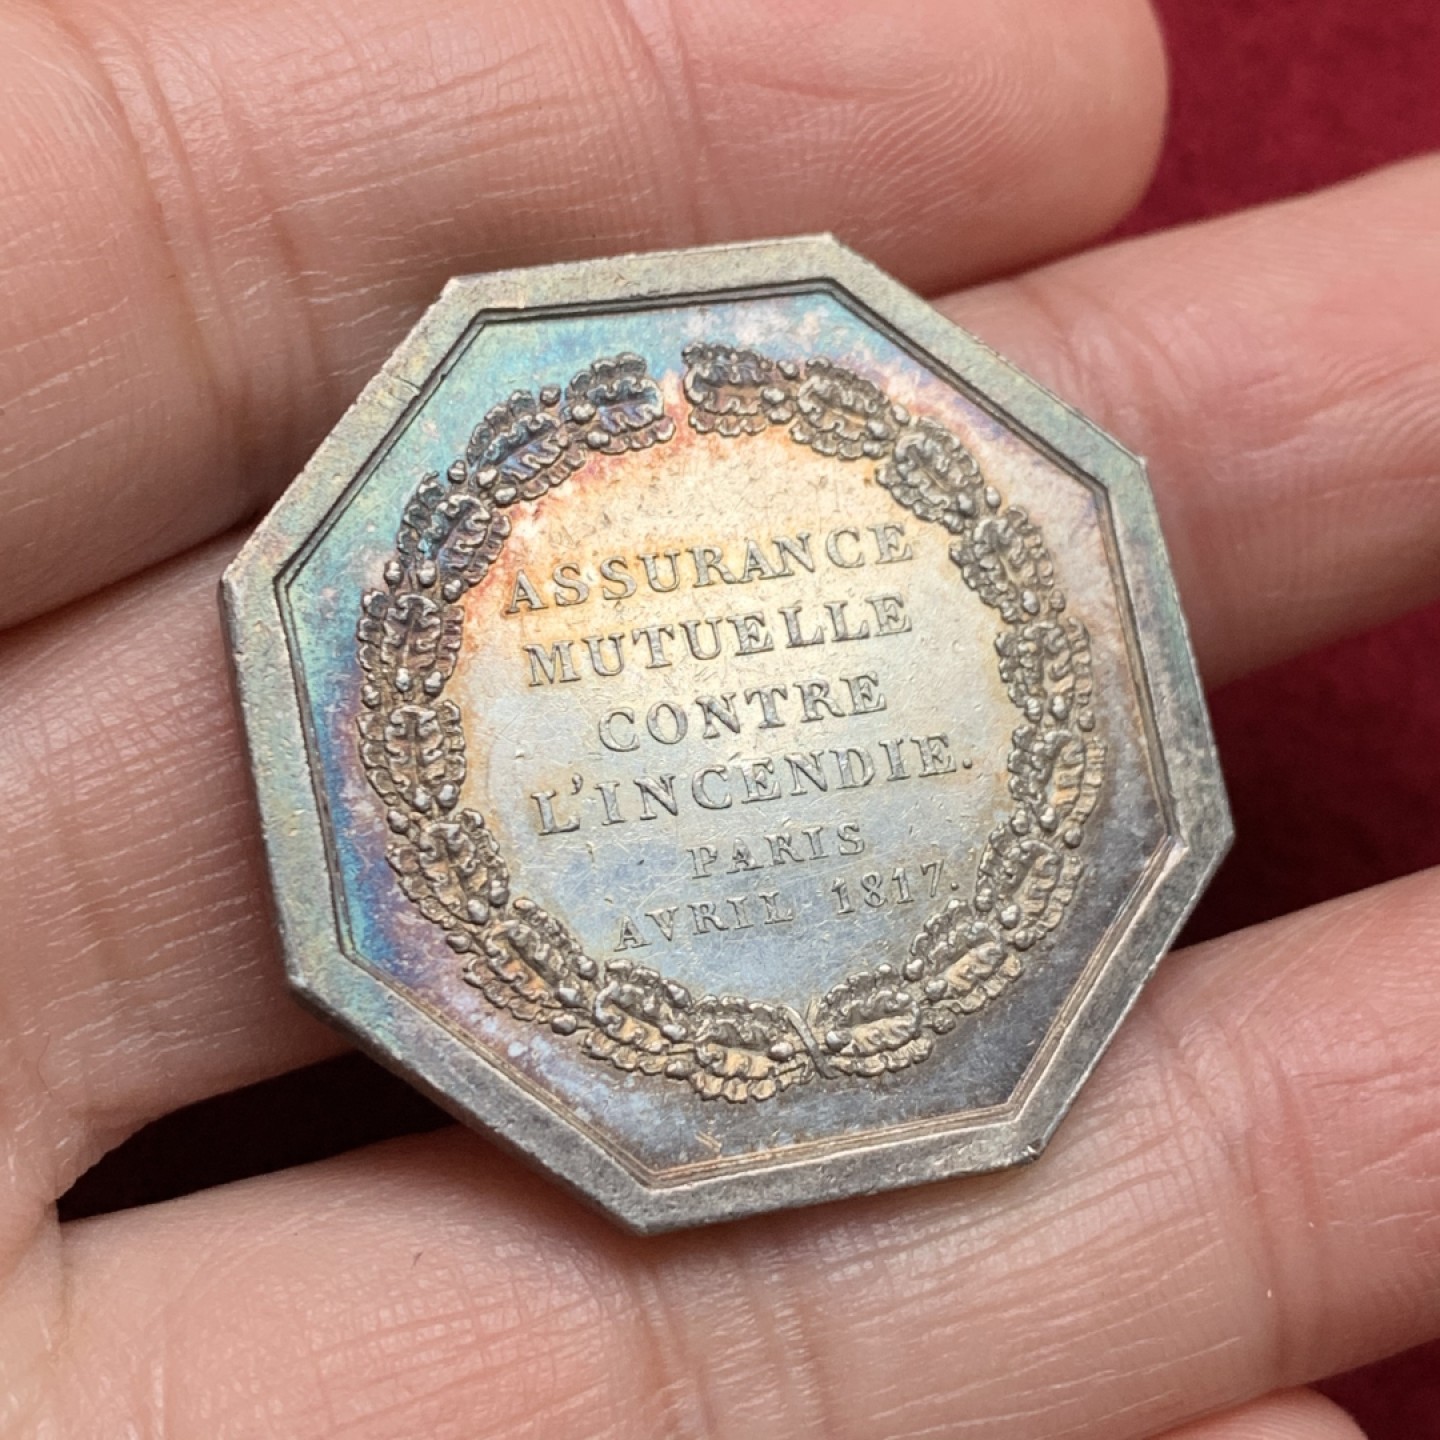 ASSURANCE
MUTUELLE
CONTRE
L'INCENDIE.
PARIS
AVRIL 1817.